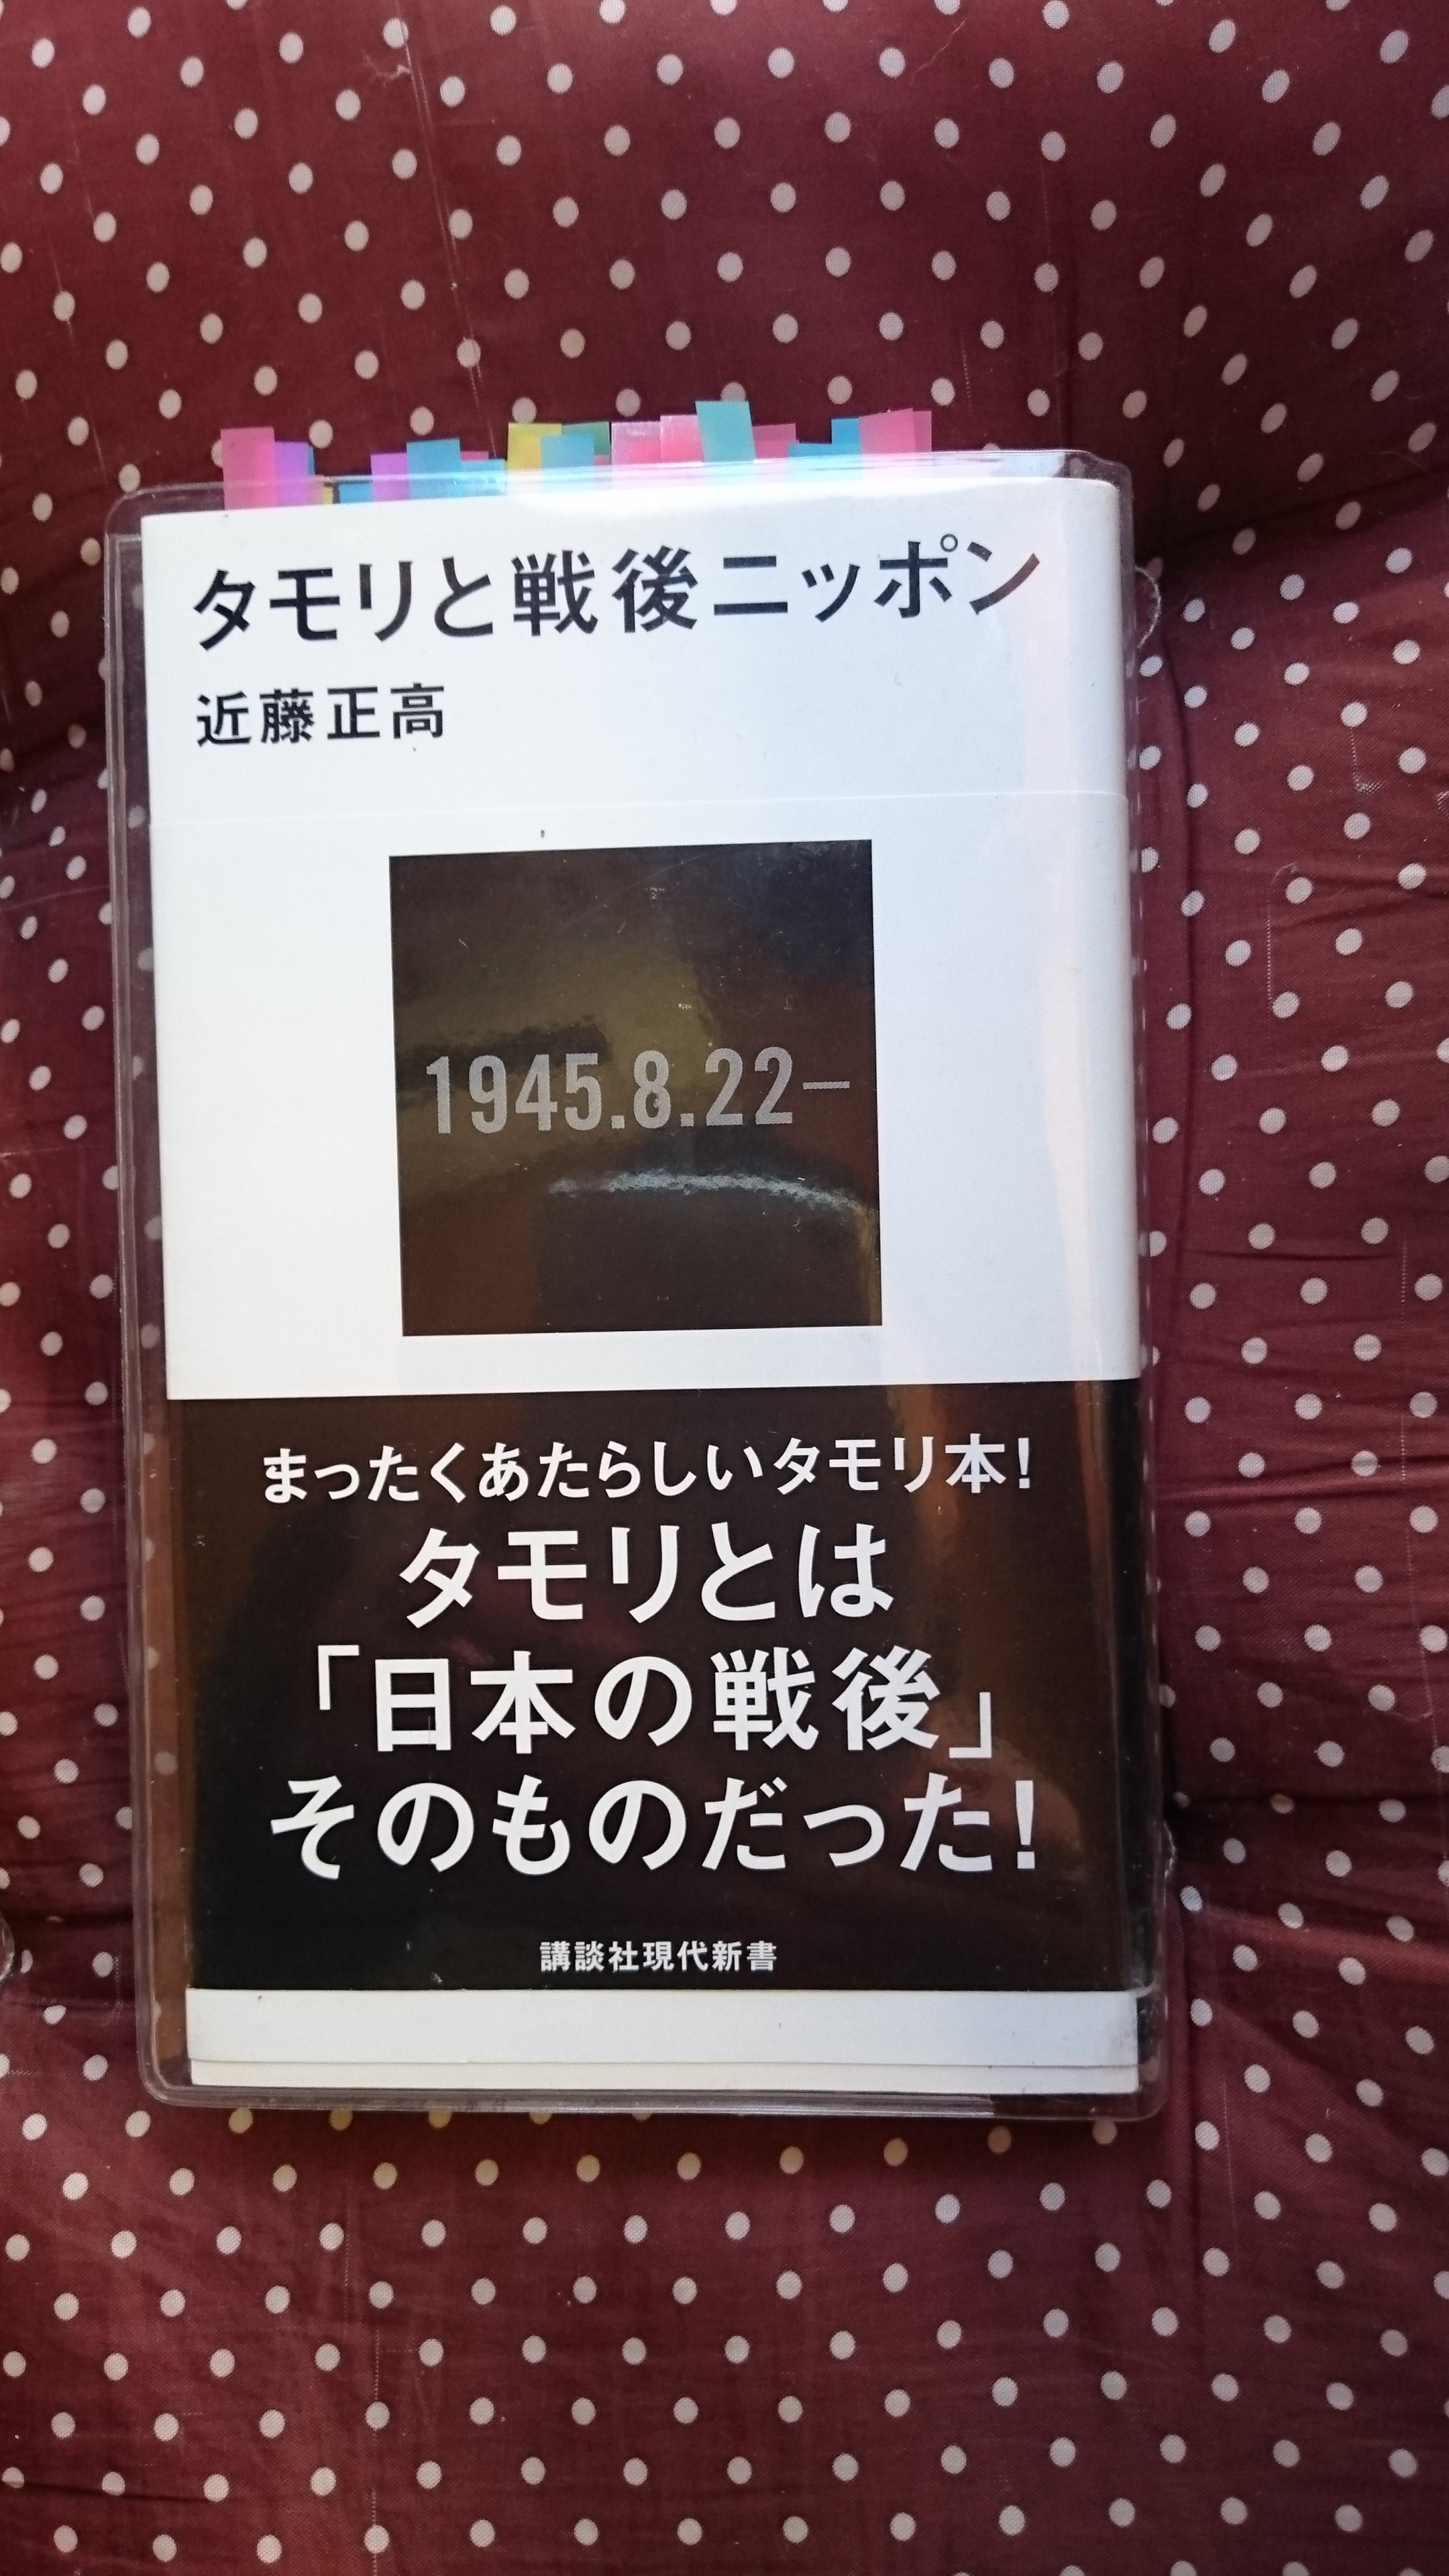 タモリと戦後ニッポン
近藤正高
1945.8.22—
まったくあたらしいタモリ本!
タモリとは
「日本の戦後」
そのものだった!
講談社現代新書